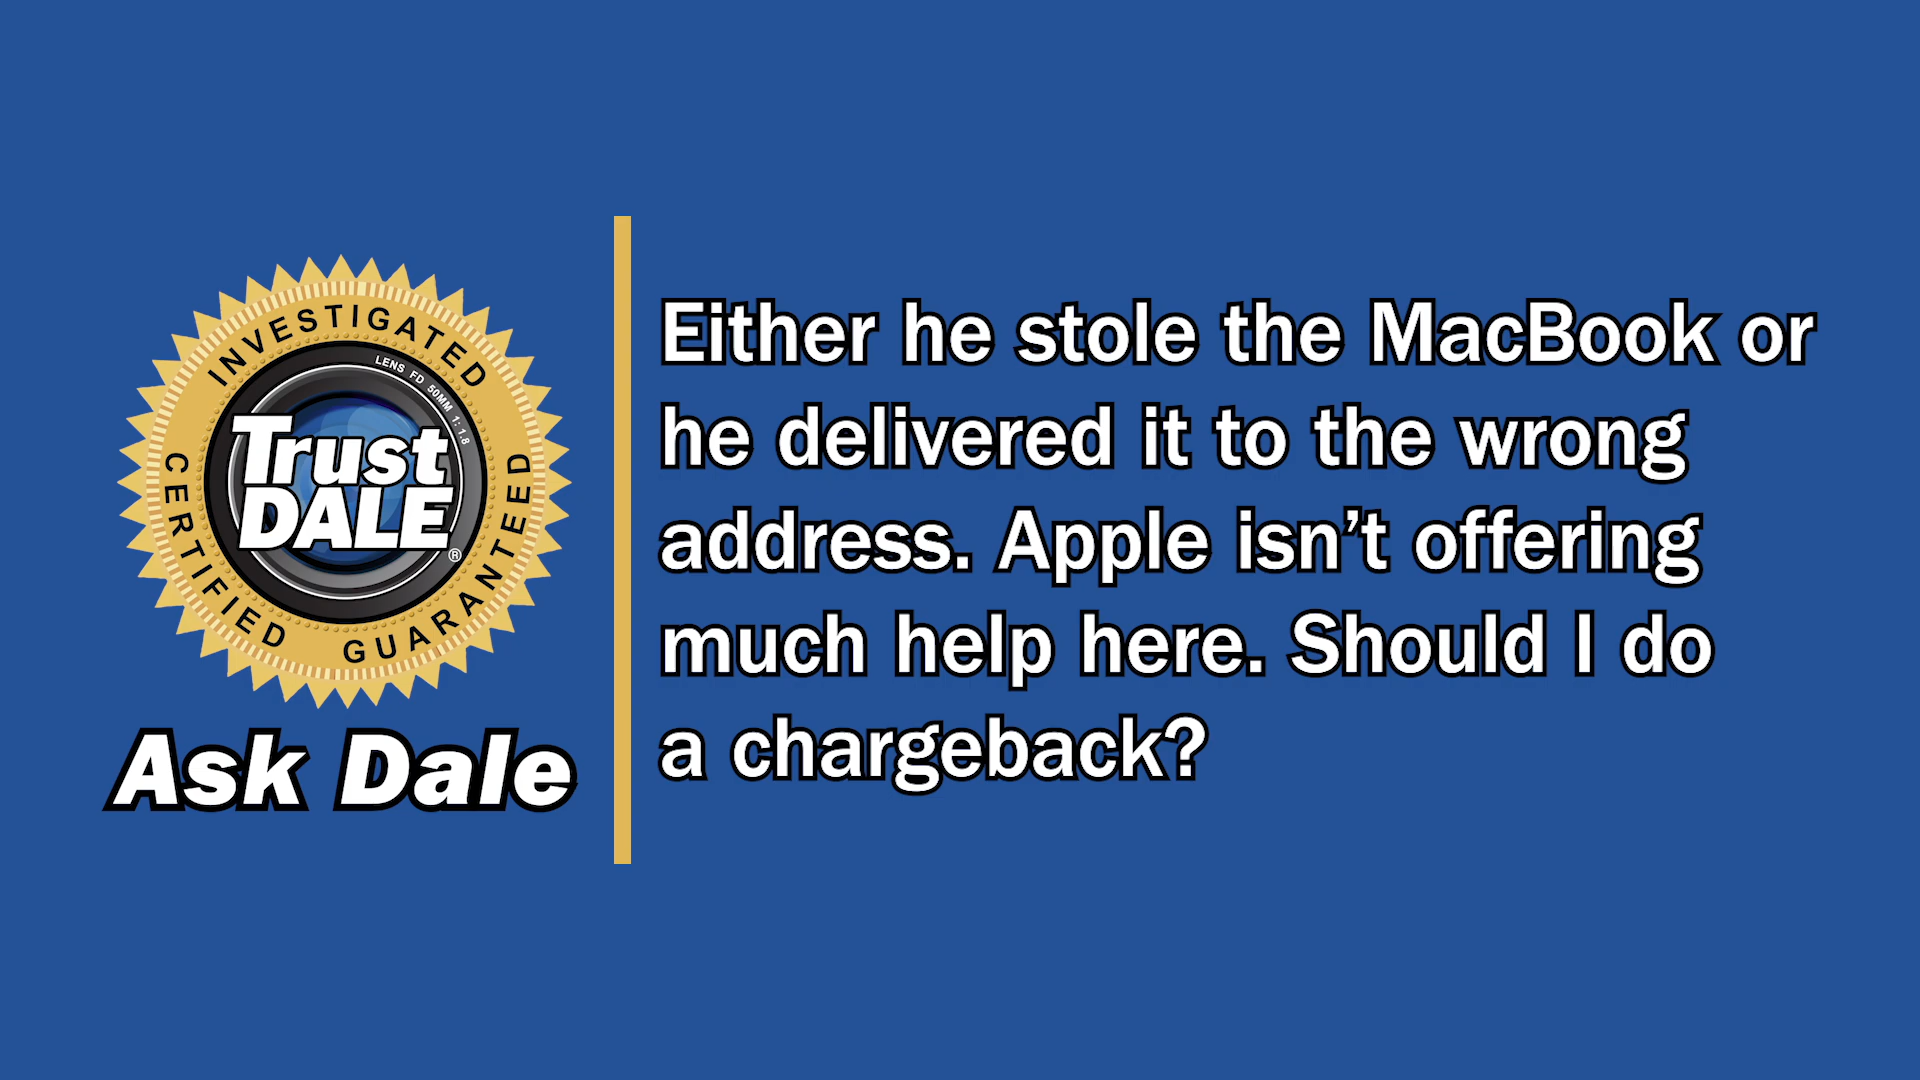 INVESTIGATED
LENS FD 50MM 1: 1.8
Trust
DALE®
CERTIFIED GUARANTEED
Ask Dale
Either he stole the MacBook or
he delivered it to the wrong
address. Apple isn’t offering
much help here. Should I do
a chargeback?